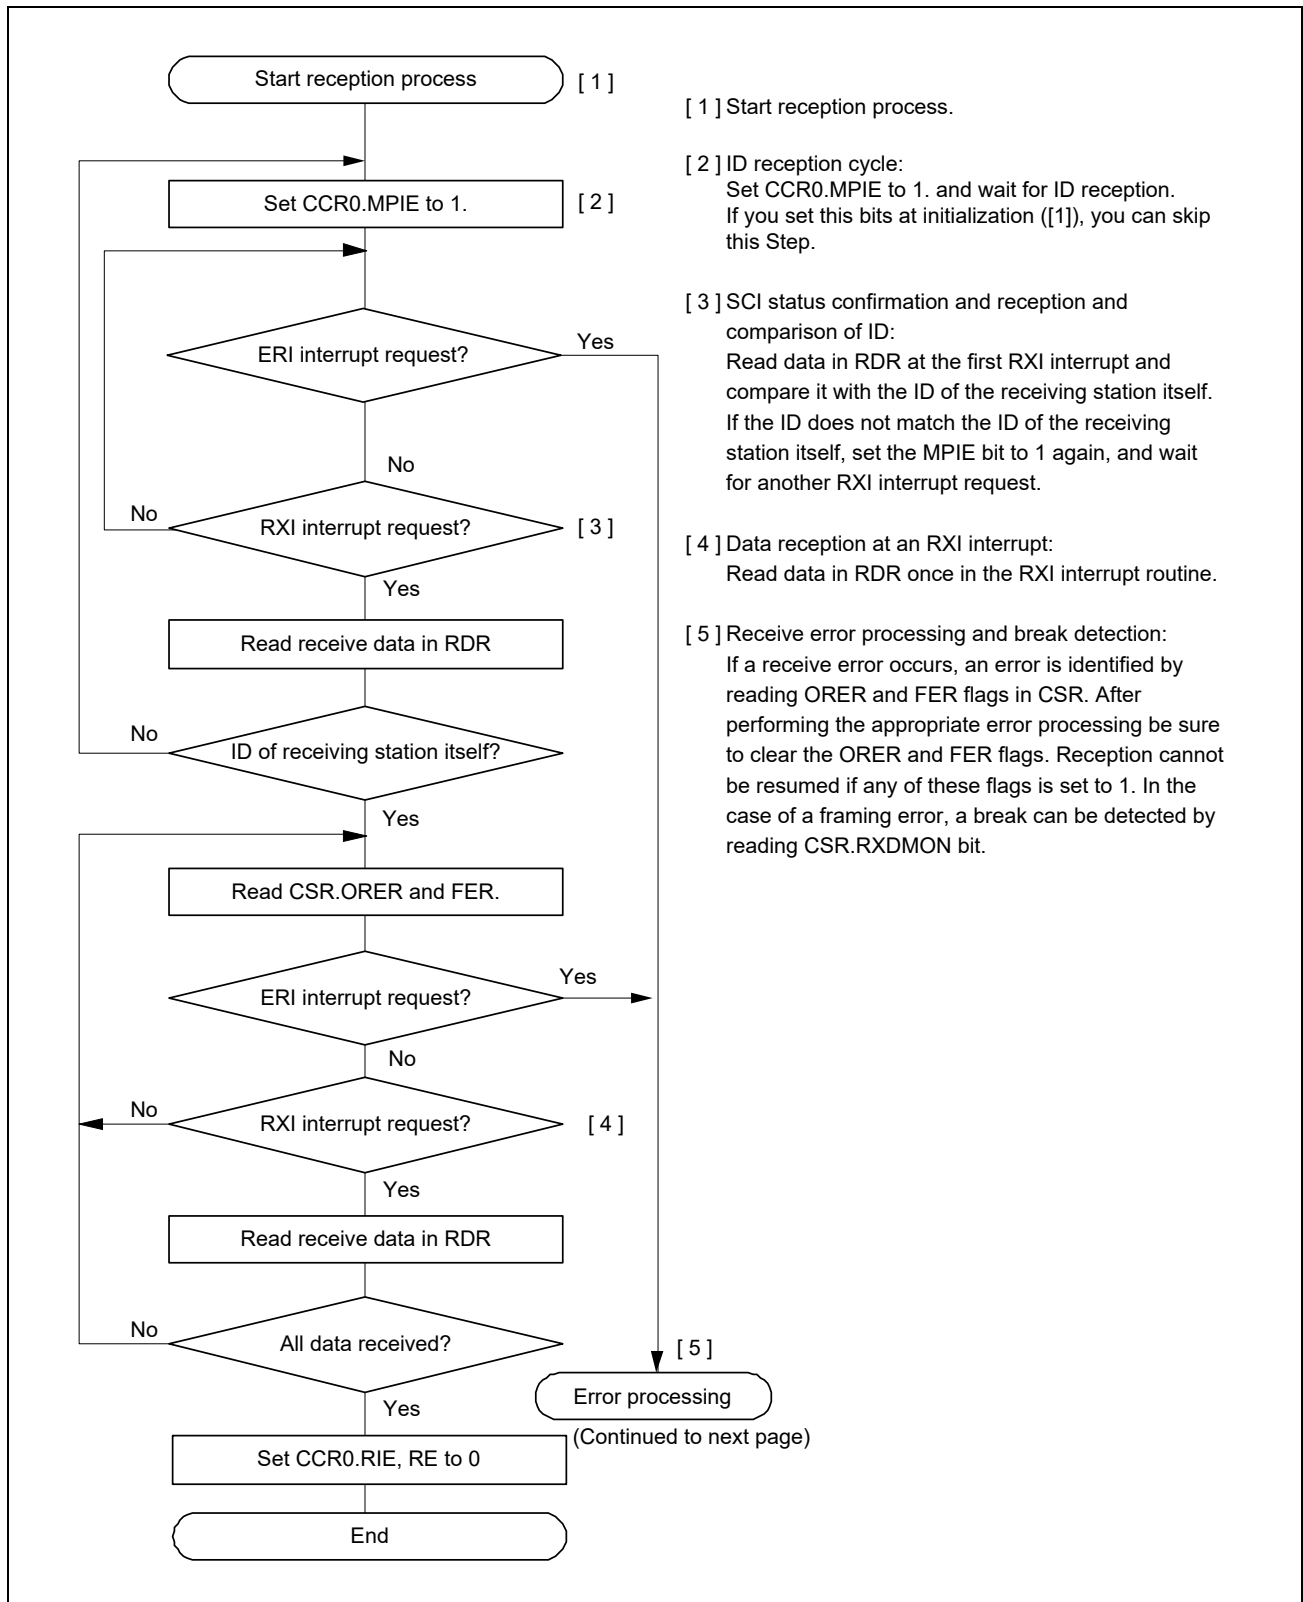 Start reception process
[ 1 ]
Set CCR0.MPIE to 1.
[ 2 ]
ERI interrupt request?
Yes
No
RXI interrupt request?
No
[ 3 ]
Yes
Read receive data in RDR
ID of receiving station itself?
No
Yes
Read CSR.ORER and FER.
ERI interrupt request?
Yes
No
RXI interrupt request?
No
[ 4 ]
Yes
Read receive data in RDR
All data received?
No
Yes
Set CCR0.RIE, RE to 0
End
[ 5 ]
Error processing
(Continued to next page)
[ 1 ] Start reception process.
[ 2 ] ID reception cycle:
Set CCR0.MPIE to 1. and wait for ID reception.
If you set this bits at initialization ([1]), you can skip
this Step.
[ 3 ] SCI status confirmation and reception and
comparison of ID:
Read data in RDR at the first RXI interrupt and
compare it with the ID of the receiving station itself.
If the ID does not match the ID of the receiving
station itself, set the MPIE bit to 1 again, and wait
for another RXI interrupt request.
[ 4 ] Data reception at an RXI interrupt:
Read data in RDR once in the RXI interrupt routine.
[ 5 ] Receive error processing and break detection:
If a receive error occurs, an error is identified by
reading ORER and FER flags in CSR. After
performing the appropriate error processing be sure
to clear the ORER and FER flags. Reception cannot
be resumed if any of these flags is set to 1. In the
case of a framing error, a break can be detected by
reading CSR.RXDMON bit.